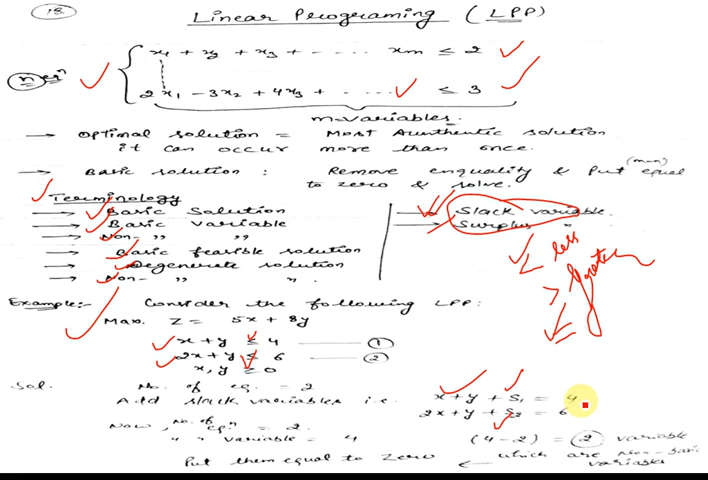 18.
Linear Programing (LPP)
x1 + x2 + x3 + - - .... xm ≤ 2
n eqn
2x1 - 3x2 + 4x3 + ...... ≤ 3
m-variables.
→ Optimal solution = Most Aunthentic solution
it can occur more than once.
→ Basic solution : Remove enquality & Put (m-n) equal
to zero & solve.
Terminology
→ Basic Solution
→ Basic Variable
→ Non- " "
→ Basic feasible solution
→ Degenerate solution
→ Non- " " .
→ Slack variable.
→ Surplus "
< less
> greater
≤
Example:- Consider the following LPP:
Max. Z = 5x + 8y
x + y ≤ 4 —— ①
2x + y ≤ 6 —— ②
x, y ≥ 0
Sol. No. of eq. = 2
Add slack variables i.e. x + y + S1 = 4
2x + y + S2 = 6
Now, No. of eqn = 2.
" " variable = 4 (4-2) = ② variable
Put them equal to zero ← which are Non-basic
variables